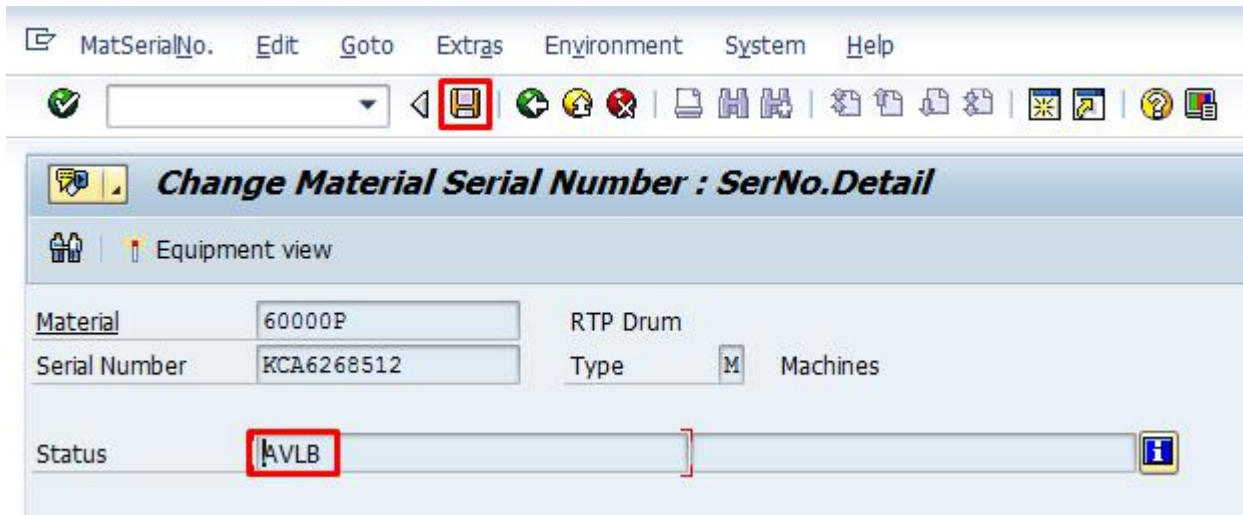 MatSerialNo. Edit Goto Extras Environment System Help
Change Material Serial Number : SerNo.Detail
Equipment view
Material 60000P RTP Drum
Serial Number KCA6268512 Type M Machines
Status AVLB